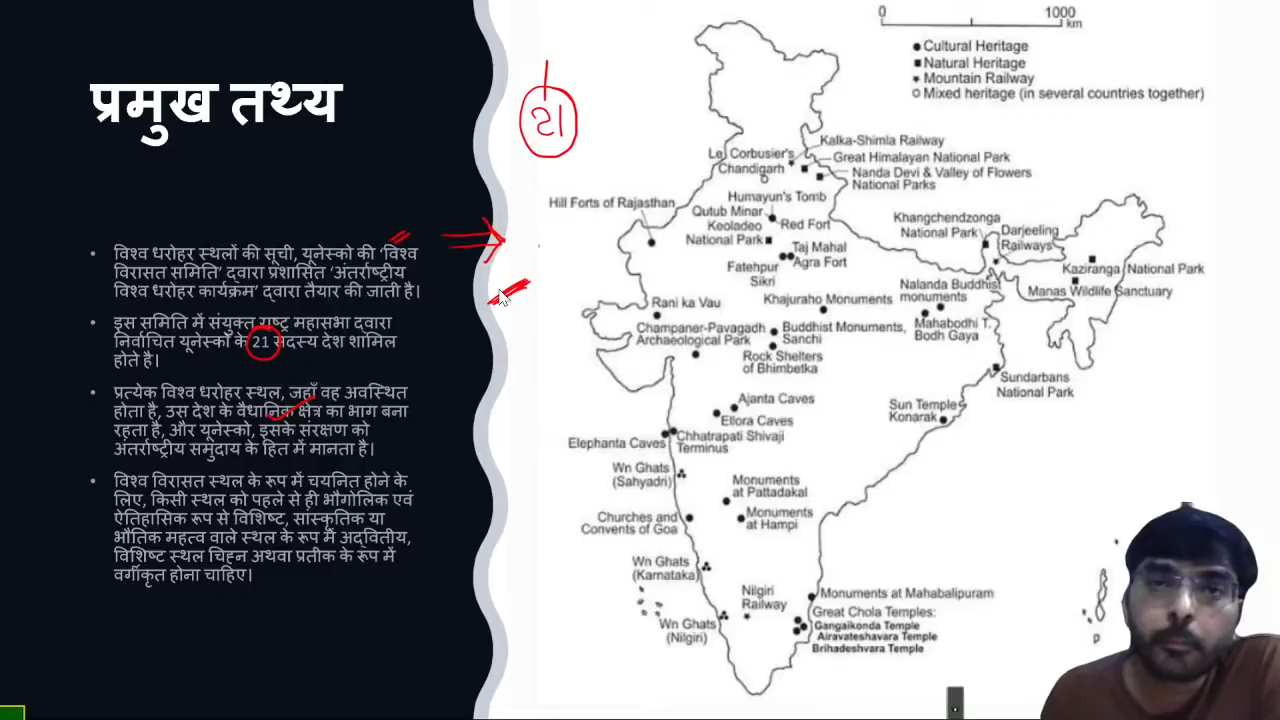 प्रमुख तथ्य
• विश्व धरोहर स्थलों की सूची, यूनेस्को की 'विश्व
विरासत समिति' द्वारा प्रशासित 'अंतर्राष्ट्रीय
विश्व धरोहर कार्यक्रम' द्वारा तैयार की जाती है।
• इस समिति में संयुक्त राष्ट्र महासभा द्वारा
निर्वाचित यूनेस्को के 21 सदस्य देश शामिल
होते है।
• प्रत्येक विश्व धरोहर स्थल, जहाँ वह अवस्थित
होता है, उस देश के वैधानिक क्षेत्र का भाग बना
रहता है, और यूनेस्को, इसके संरक्षण को
अंतर्राष्ट्रीय समुदाय के हित में मानता है।
• विश्व विरासत स्थल के रूप में चयनित होने के
लिए, किसी स्थल को पहले से ही भौगोलिक एवं
ऐतिहासिक रूप से विशिष्ट, सांस्कृतिक या
भौतिक महत्व वाले स्थल के रूप में अद्वितीय,
विशिष्ट स्थल चिह्न अथवा प्रतीक के रूप में
वर्गीकृत होना चाहिए।
21
0 1000
km
Cultural Heritage
Natural Heritage
Mountain Railway
Mixed heritage (in several countries together)
Kalka-Shimla Railway
Le Corbusier's
Chandigarh
Great Himalayan National Park
Nanda Devi & Valley of Flowers
National Parks
Hill Forts of Rajasthan
Humayun's Tomb
Qutub Minar
Red Fort
Keoladeo
National Park
Taj Mahal
Agra Fort
Fatehpur
Sikri
Khangchendzonga
National Park
Darjeeling
Railways
Kaziranga National Park
Manas Wildlife Sanctuary
Nalanda Buddhist
monuments
Mahabodhi T.
Bodh Gaya
Rani ka Vau
Khajuraho Monuments
Champaner-Pavagadh
Archaeological Park
Buddhist Monuments,
Sanchi
Rock Shelters
of Bhimbetka
Sundarbans
National Park
Ajanta Caves
Ellora Caves
Sun Temple
Konarak
Elephanta Caves
Chhatrapati Shivaji
Terminus
Wn Ghats
(Sahyadri)
Monuments
at Pattadakal
Churches and
Convents of Goa
Monuments
at Hampi
Wn Ghats
(Karnataka)
Nilgiri
Railway
Monuments at Mahabalipuram
Wn Ghats
(Nilgiri)
Great Chola Temples:
Gangaikonda Temple
Airavateshavara Temple
Brihadeshvara Temple